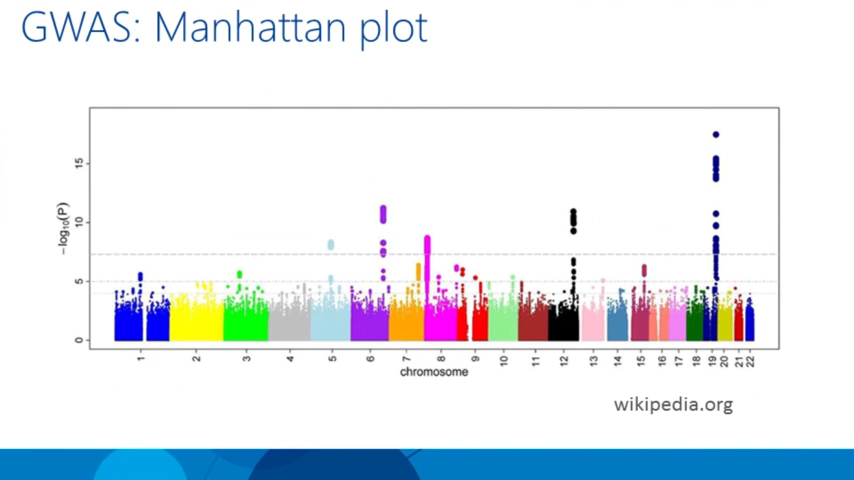 GWAS: Manhattan plot
15
10
5
0
−log₁₀(P)
1 2 3 4 5 6 7 8 9 10 11 12 13 14 15 16 17 18 19 20 21 22
chromosome
wikipedia.org